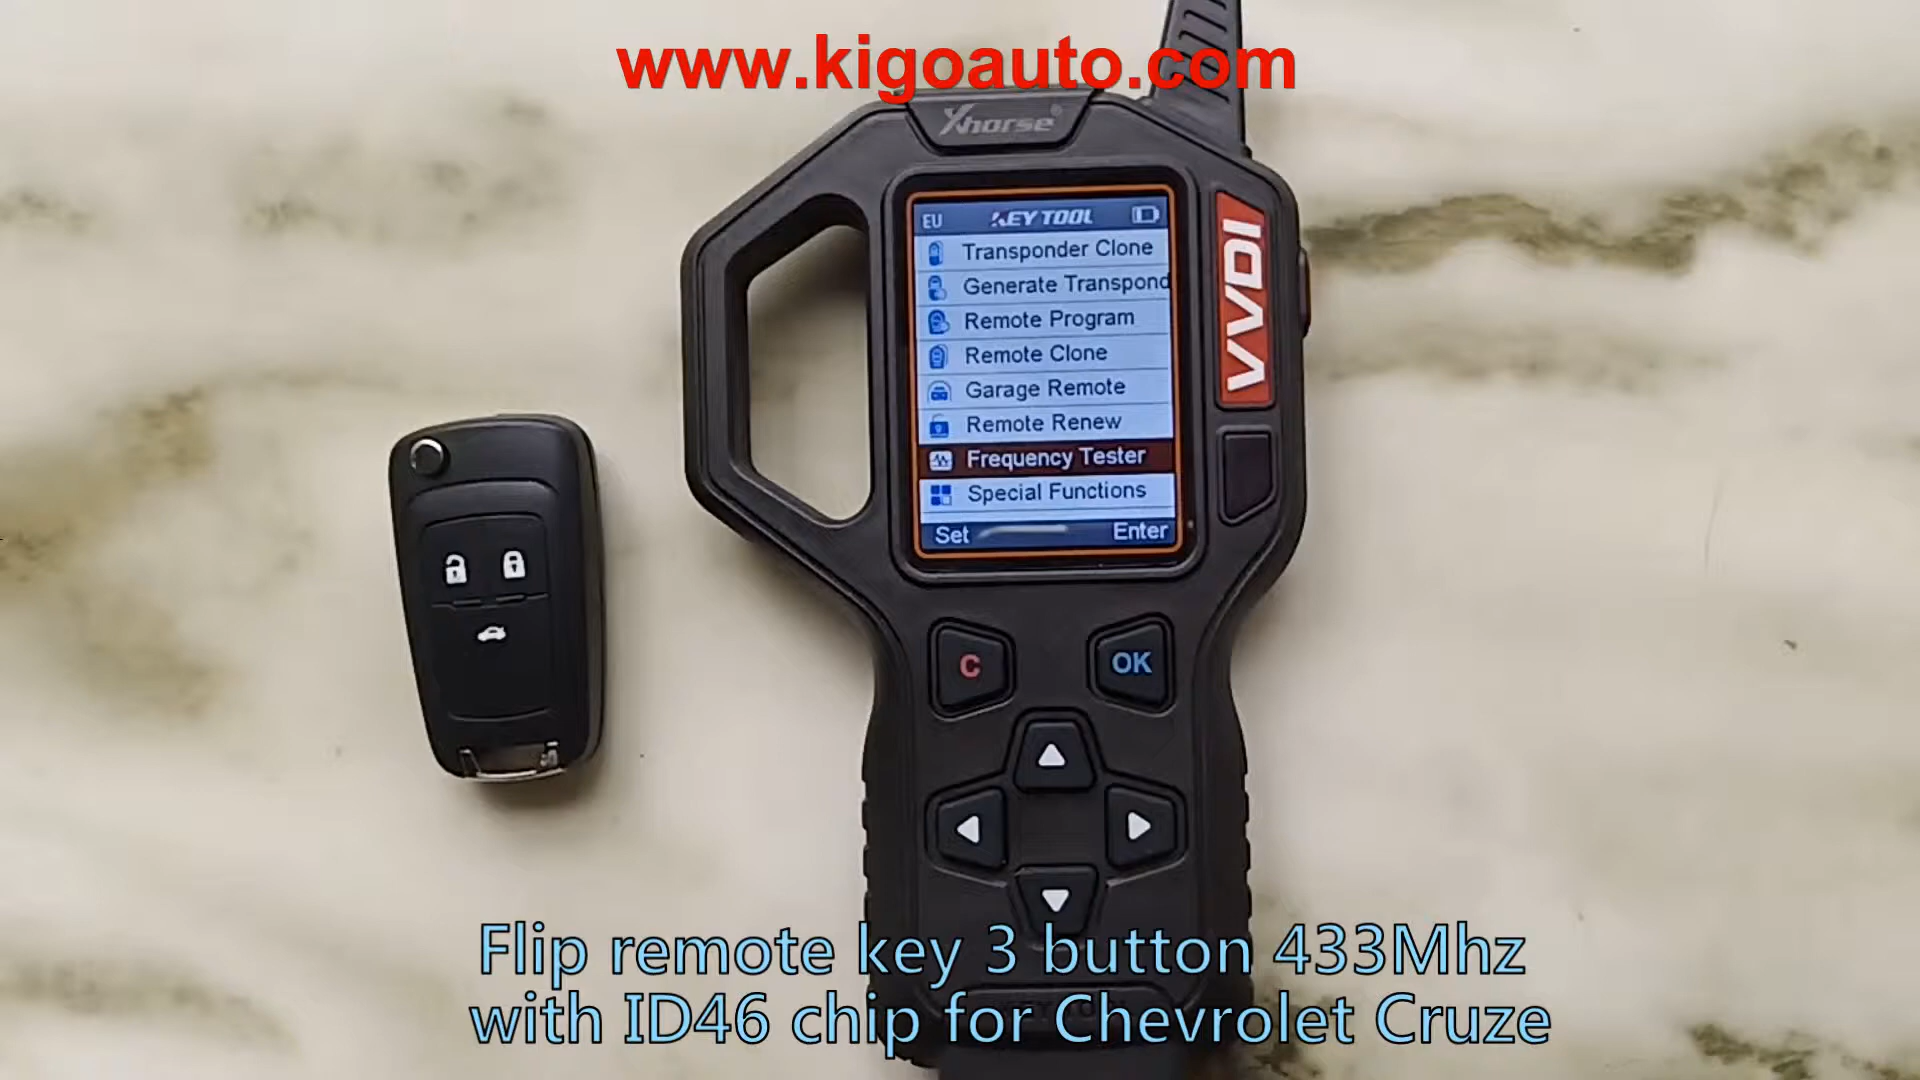 www.kigoauto.com
Xhorse®
EU KEY TOOL
Transponder Clone
Generate Transpond
Remote Program
Remote Clone
Garage Remote
Remote Renew
Frequency Tester
Special Functions
Set Enter
VVDI
C OK
Flip remote key 3 button 433Mhz
with ID46 chip for Chevrolet Cruze